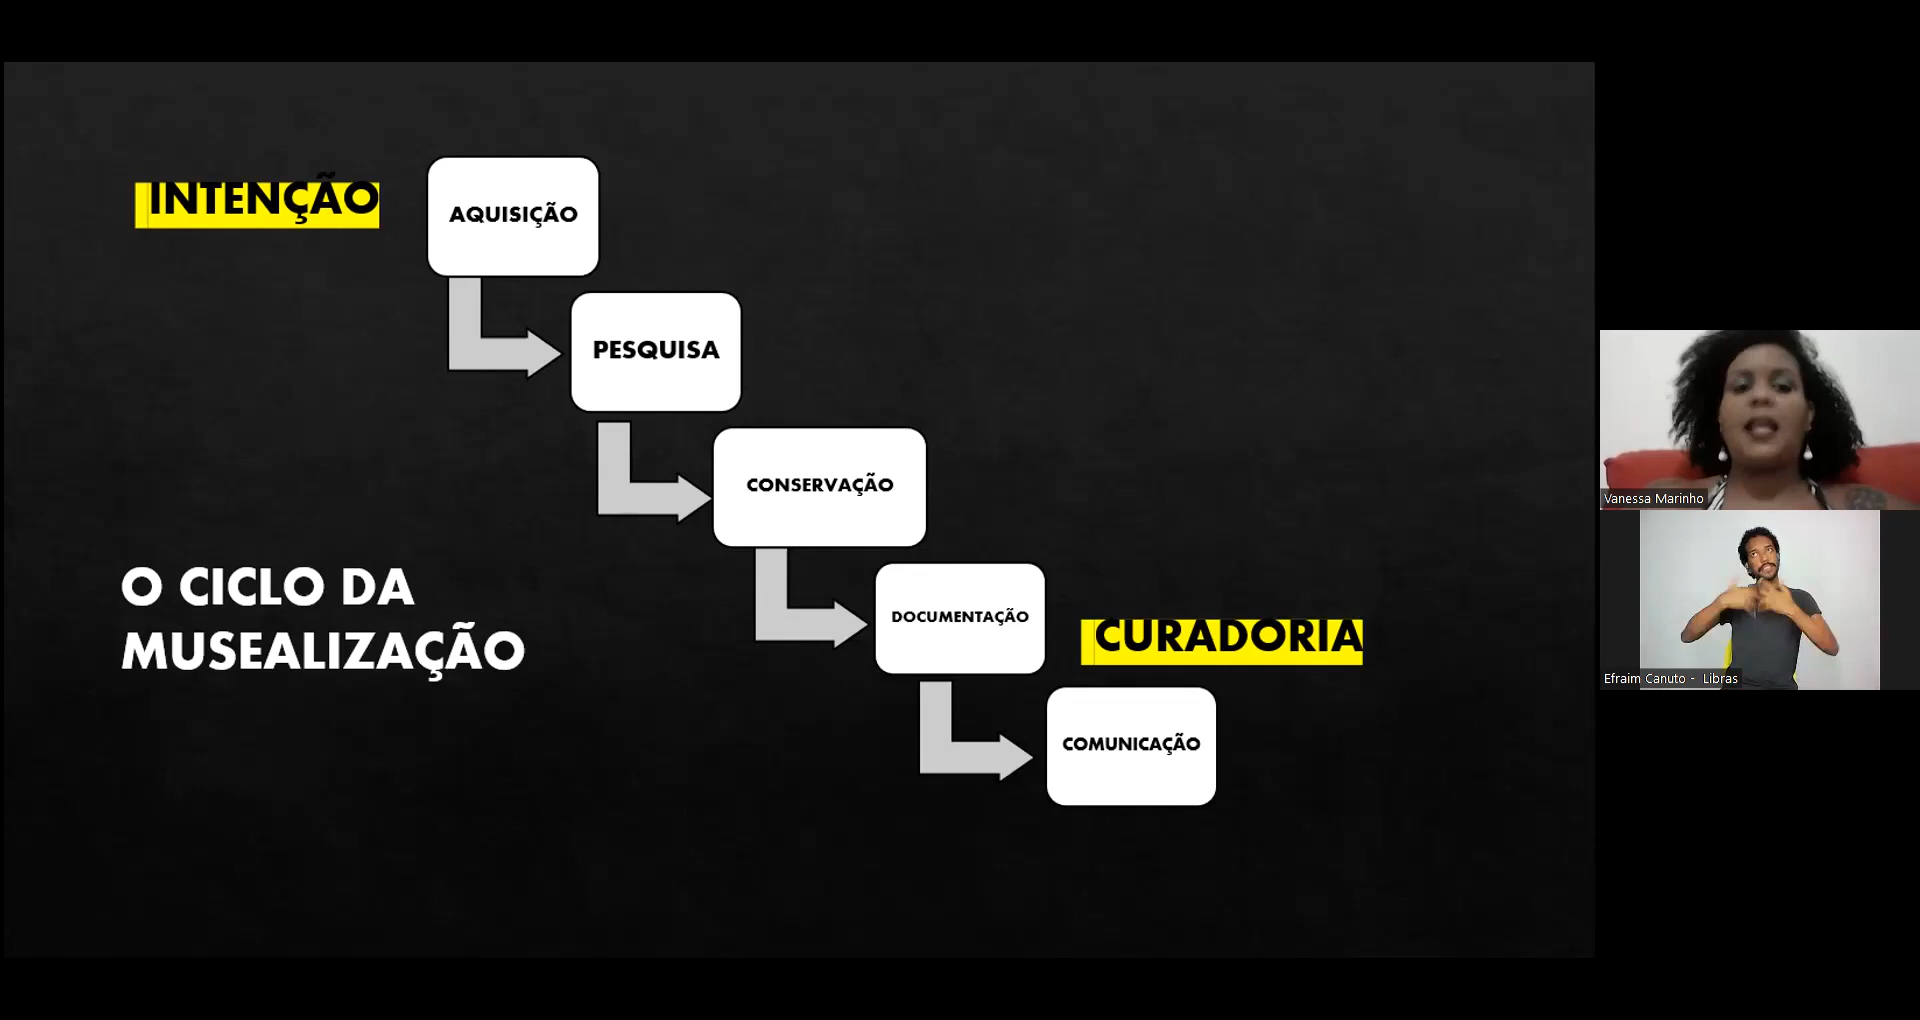 INTENÇÃO
AQUISIÇÃO
PESQUISA
CONSERVAÇÃO
DOCUMENTAÇÃO
CURADORIA
COMUNICAÇÃO
O CICLO DA
MUSEALIZAÇÃO
Vanessa Marinho
Efraim Canuto - Libras